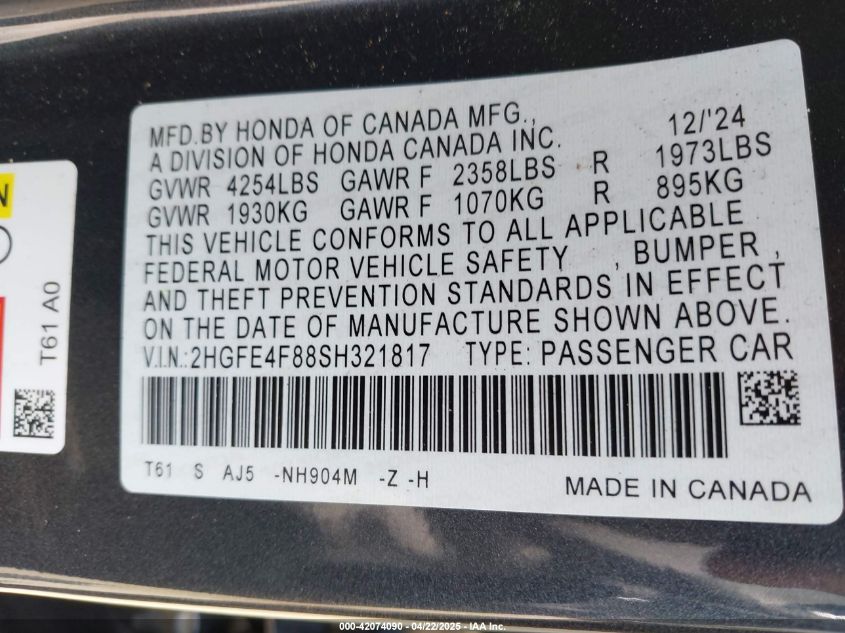 MFD.BY HONDA OF CANADA MFG., 12/'24
A DIVISION OF HONDA CANADA INC.
GVWR 4254LBS GAWR F 2358LBS R 1973LBS
GVWR 1930KG GAWR F 1070KG R 895KG
THIS VEHICLE CONFORMS TO ALL APPLICABLE
FEDERAL MOTOR VEHICLE SAFETY , BUMPER ,
AND THEFT PREVENTION STANDARDS IN EFFECT
ON THE DATE OF MANUFACTURE SHOWN ABOVE.
V.I.N.:2HGFE4F88SH321817 TYPE: PASSENGER CAR
T61 S AJ5 -NH904M -Z -H
MADE IN CANADA
T61 A0
000-42074090 - 04/22/2025 - IAA Inc.